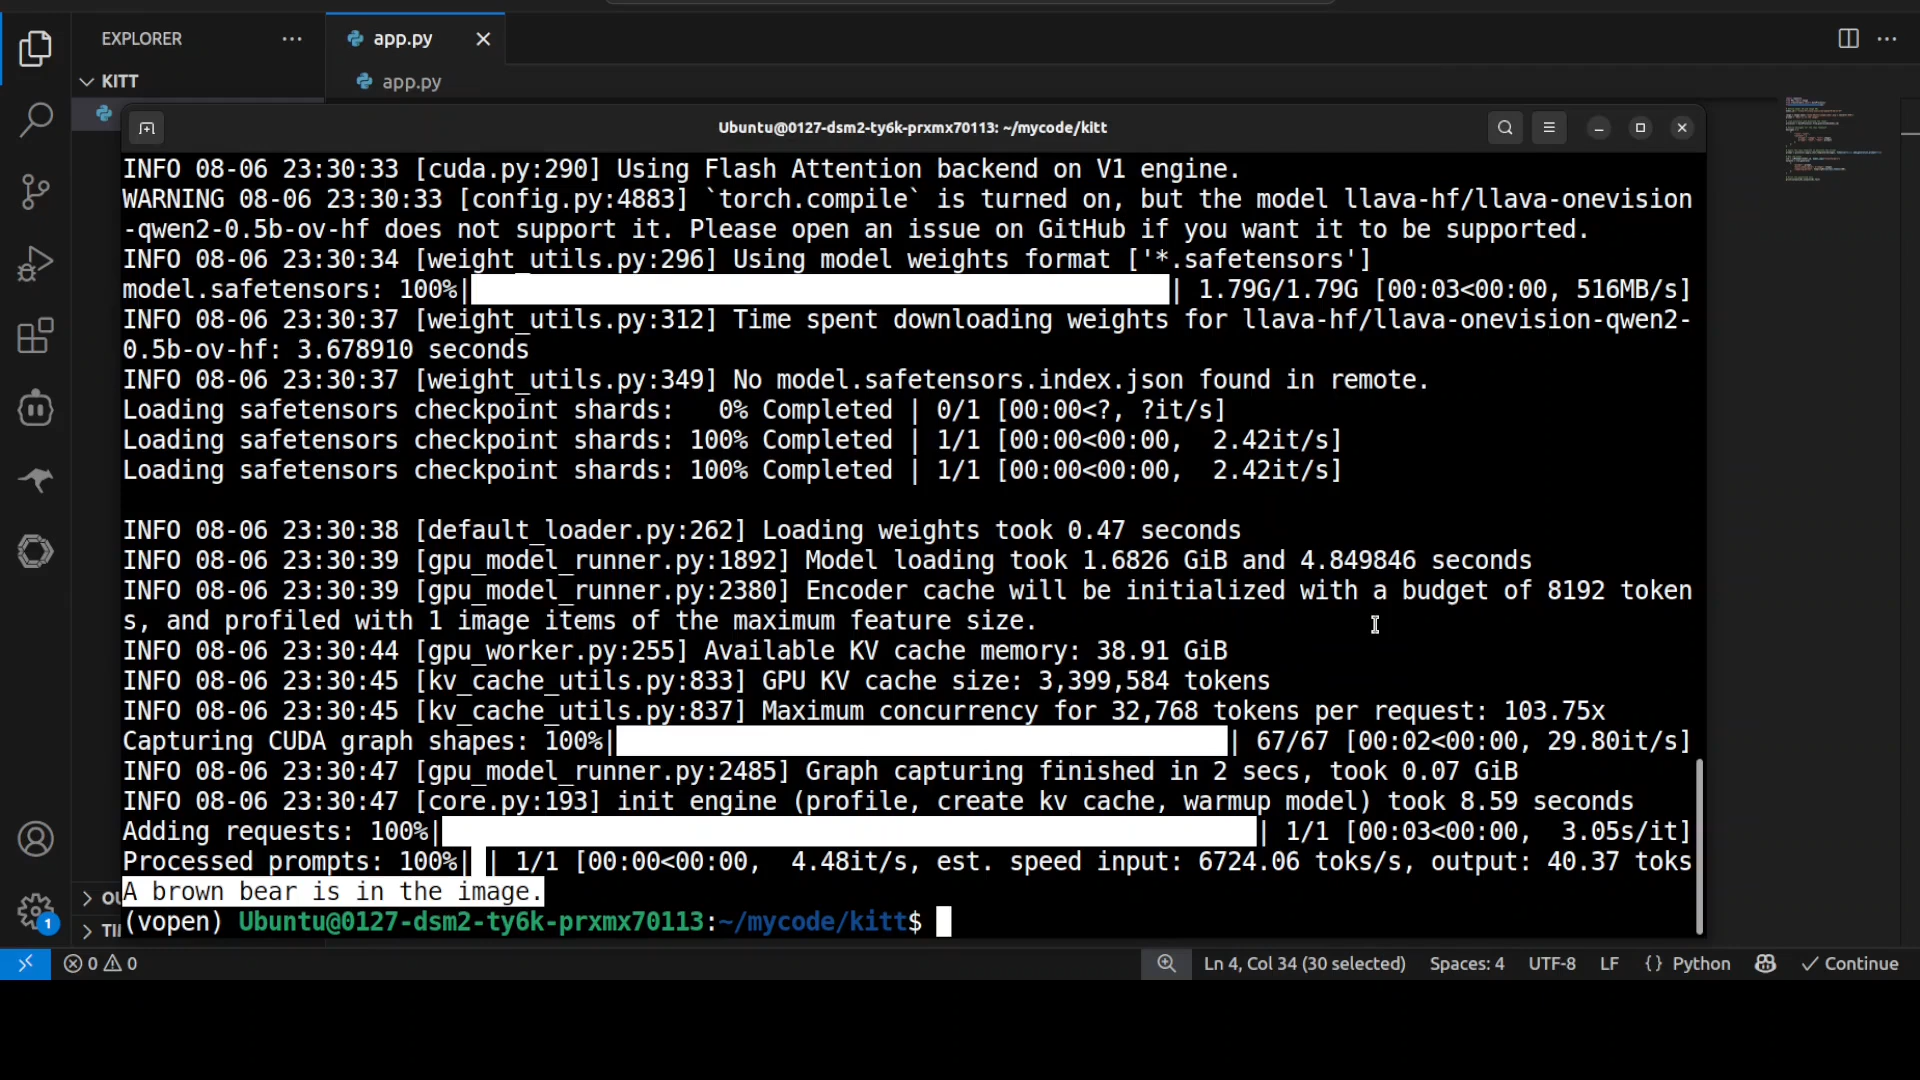 EXPLORER
app.py
KITT
app.py
Ubuntu@0127-dsm2-ty6k-prxmx70113: ~/mycode/kitt
INFO 08-06 23:30:33 [cuda.py:290] Using Flash Attention backend on V1 engine.
WARNING 08-06 23:30:33 [config.py:4883] `torch.compile` is turned on, but the model llava-hf/llava-onevision
-qwen2-0.5b-ov-hf does not support it. Please open an issue on GitHub if you want it to be supported.
INFO 08-06 23:30:34 [weight_utils.py:296] Using model weights format ['*.safetensors']
model.safetensors: 100%| | 1.79G/1.79G [00:03<00:00, 516MB/s]
INFO 08-06 23:30:37 [weight_utils.py:312] Time spent downloading weights for llava-hf/llava-onevision-qwen2-
0.5b-ov-hf: 3.678910 seconds
INFO 08-06 23:30:37 [weight_utils.py:349] No model.safetensors.index.json found in remote.
Loading safetensors checkpoint shards:   0% Completed | 0/1 [00:00<?, ?it/s]
Loading safetensors checkpoint shards: 100% Completed | 1/1 [00:00<00:00,  2.42it/s]
Loading safetensors checkpoint shards: 100% Completed | 1/1 [00:00<00:00,  2.42it/s]
INFO 08-06 23:30:38 [default_loader.py:262] Loading weights took 0.47 seconds
INFO 08-06 23:30:39 [gpu_model_runner.py:1892] Model loading took 1.6826 GiB and 4.849846 seconds
INFO 08-06 23:30:39 [gpu_model_runner.py:2380] Encoder cache will be initialized with a budget of 8192 token
s, and profiled with 1 image items of the maximum feature size.
INFO 08-06 23:30:44 [gpu_worker.py:255] Available KV cache memory: 38.91 GiB
INFO 08-06 23:30:45 [kv_cache_utils.py:833] GPU KV cache size: 3,399,584 tokens
INFO 08-06 23:30:45 [kv_cache_utils.py:837] Maximum concurrency for 32,768 tokens per request: 103.75x
Capturing CUDA graph shapes: 100%| | 67/67 [00:02<00:00, 29.80it/s]
INFO 08-06 23:30:47 [gpu_model_runner.py:2485] Graph capturing finished in 2 secs, took 0.07 GiB
INFO 08-06 23:30:47 [core.py:193] init engine (profile, create kv cache, warmup model) took 8.59 seconds
Adding requests: 100%| | 1/1 [00:03<00:00,  3.05s/it]
Processed prompts: 100%| | 1/1 [00:00<00:00,  4.48it/s, est. speed input: 6724.06 toks/s, output: 40.37 toks
A brown bear is in the image.
(vopen) Ubuntu@0127-dsm2-ty6k-prxmx70113:~/mycode/kitt$
OU
TI
1
0 0
Ln 4, Col 34 (30 selected) Spaces: 4 UTF-8 LF {} Python Continue